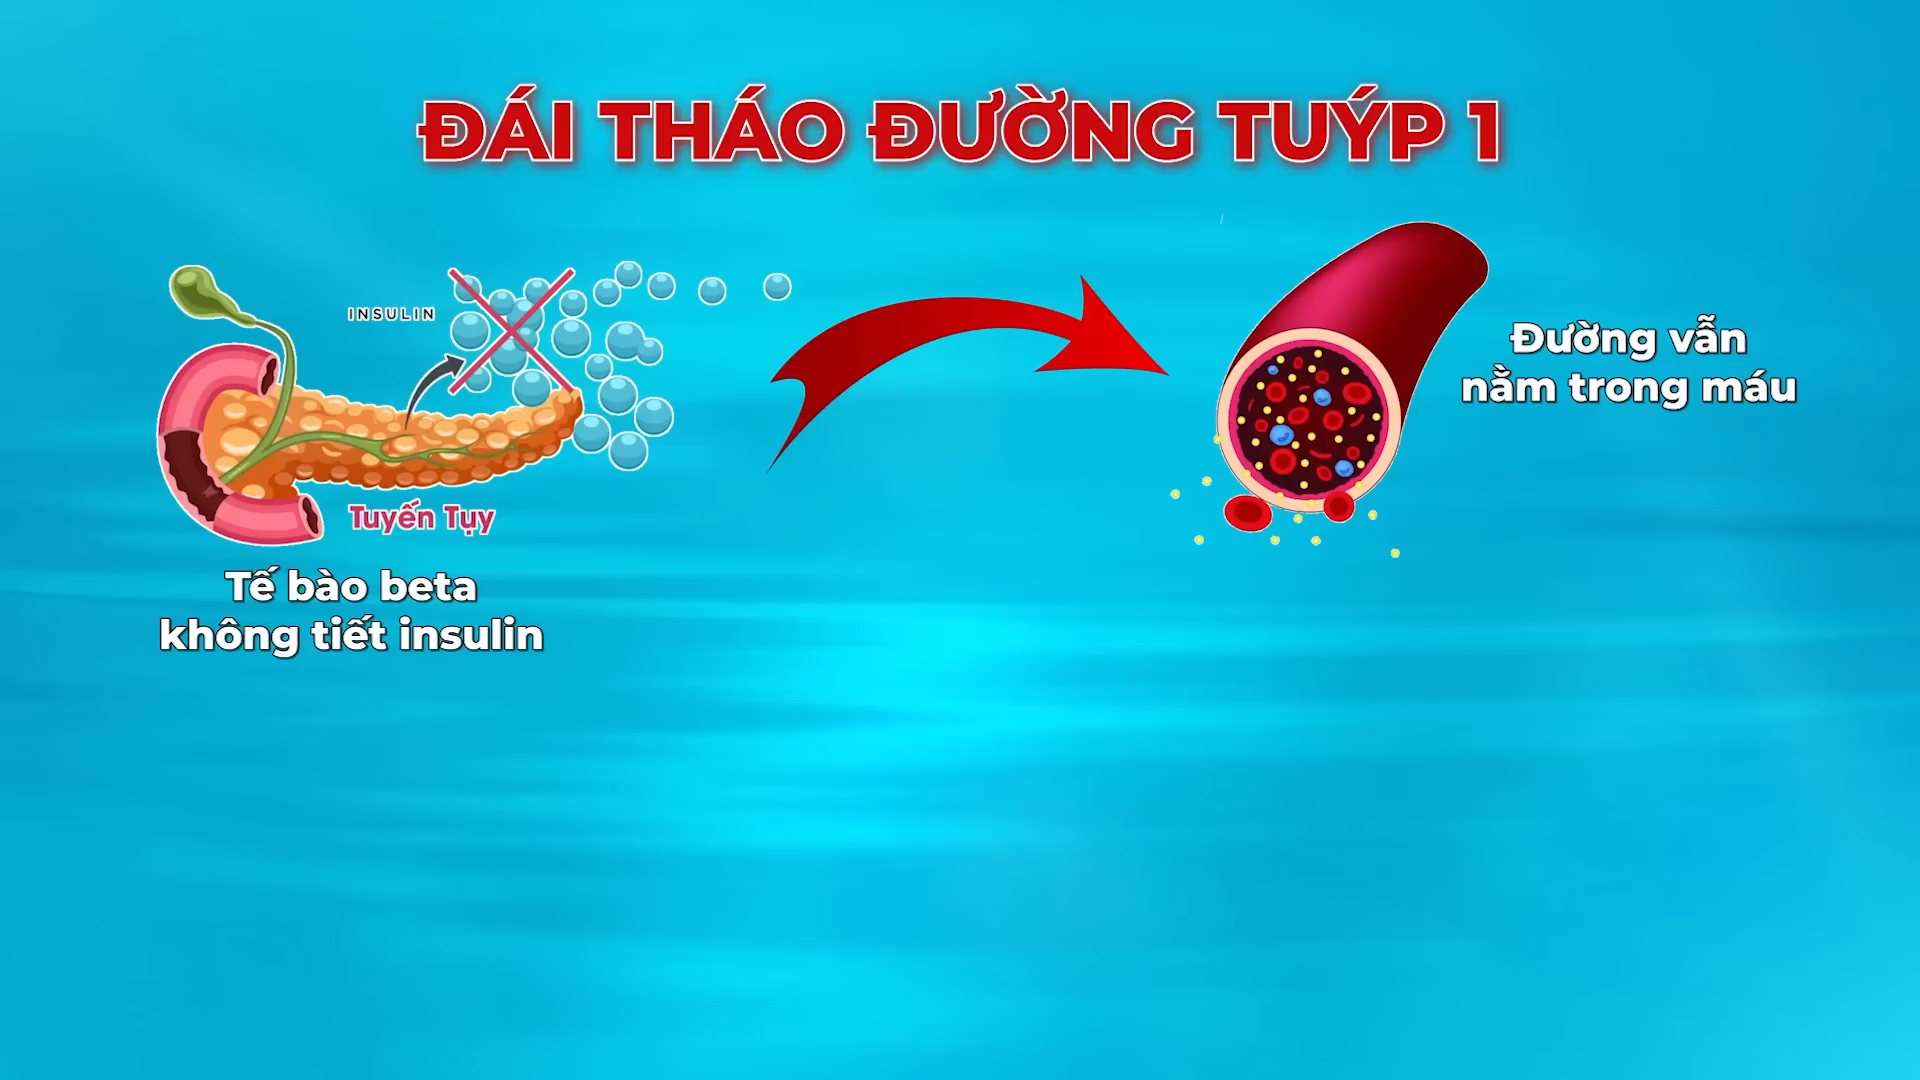 ĐÁI THÁO ĐƯỜNG TUÝP 1
INSULIN
Tuyến Tụy
Tế bào beta
không tiết insulin
Đường vẫn
nằm trong máu